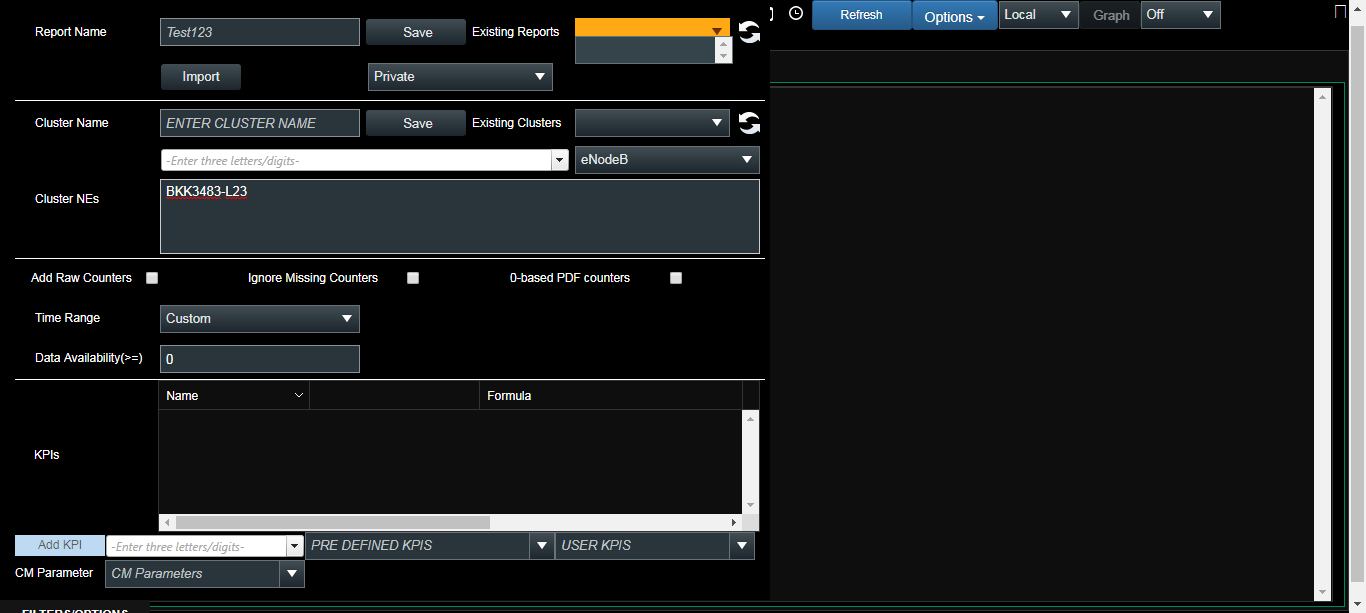 Report Name Test123 Save Existing Reports Refresh Options Local Graph Off
Import Private
Cluster Name ENTER CLUSTER NAME Save Existing Clusters
-Enter three letters/digits- eNodeB
Cluster NEs BKK3483-L23
Add Raw Counters Ignore Missing Counters 0-based PDF counters
Time Range Custom
Data Availability(>=) 0
Name Formula
KPIs
Add KPI -Enter three letters/digits- PRE DEFINED KPIS USER KPIS
CM Parameter CM Parameters
FILTERS/OPTIONS